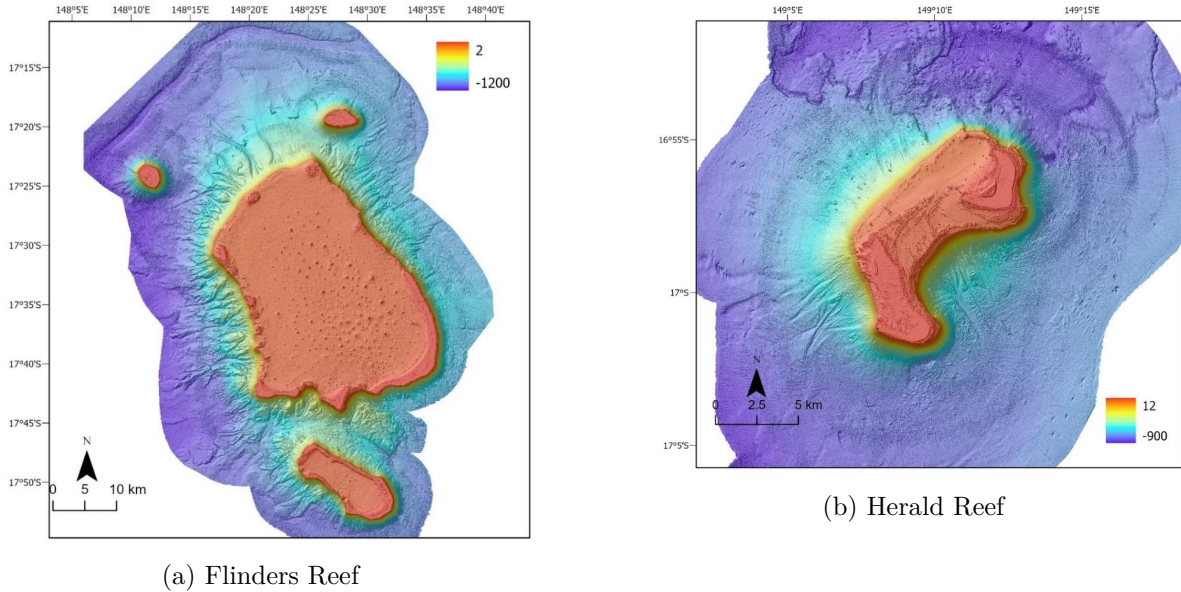 148°5'E 148°10'E 148°15'E 148°20'E 148°25'E 148°30'E 148°35'E 148°40'E
17°15'S
17°20'S
17°25'S
17°30'S
17°35'S
17°40'S
17°45'S
17°50'S
2
-1200
N
0 5 10 km
(a) Flinders Reef
149°5'E 149°10'E 149°15'E
16°55'S
17°S
17°5'S
N
0 2.5 5 km
12
-900
(b) Herald Reef